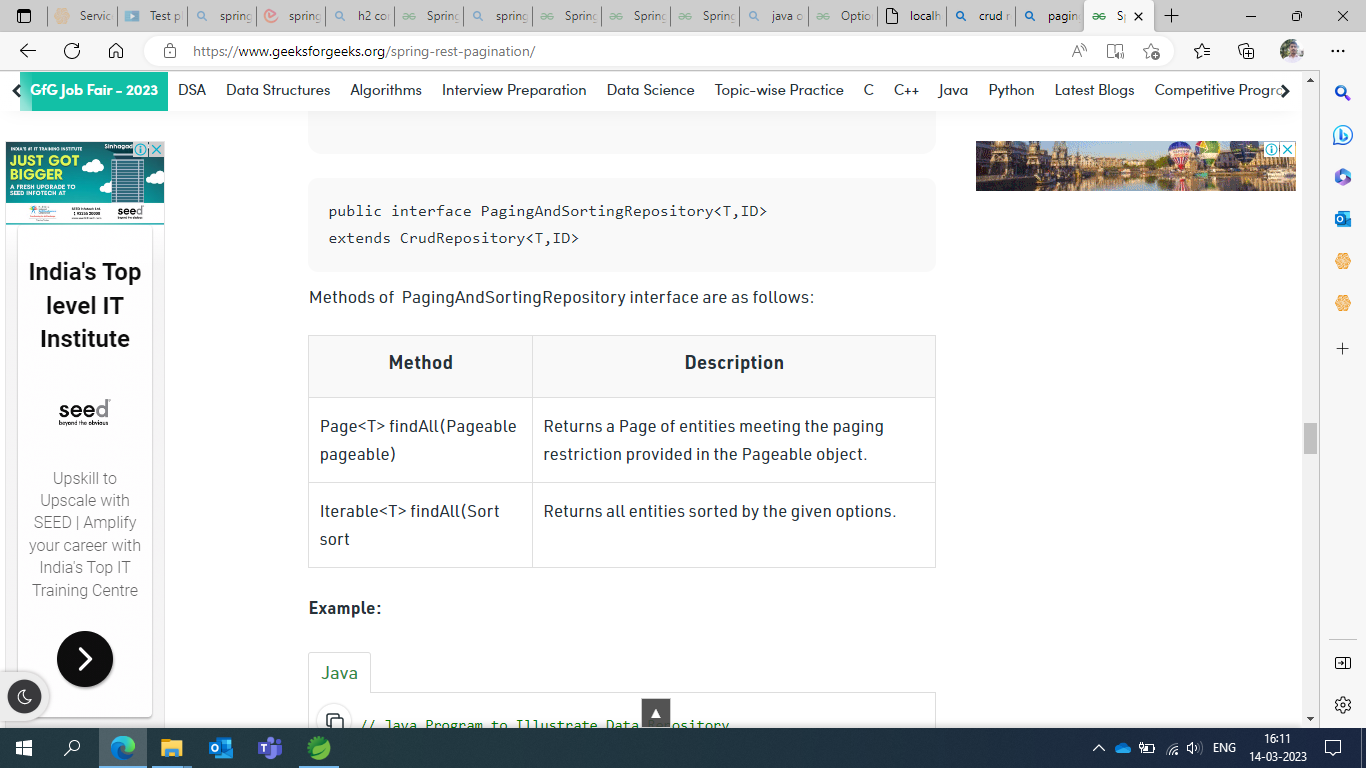 Servic
Test pl
spring
spring
h2 con
Spring
spring
Spring
Spring
Spring
java o
Optio
localh
crud r
pagin
Sp
https://www.geeksforgeeks.org/spring-rest-pagination/
GfG Job Fair - 2023
DSA
Data Structures
Algorithms
Interview Preparation
Data Science
Topic-wise Practice
C
C++
Java
Python
Latest Blogs
Competitive Progra
INDIA'S #1 IT TRAINING INSTITUTE
Sinhagad
JUST GOT
BIGGER
A FRESH UPGRADE TO
SEED INFOTECH AT
seed
India's Top
level IT
Institute
seed
beyond the obvious
Upskill to
Upscale with
SEED | Amplify
your career with
India's Top IT
Training Centre
public interface PagingAndSortingRepository<T,ID>
extends CrudRepository<T,ID>
Methods of  PagingAndSortingRepository interface are as follows:
Method
Description
Page<T> findAll(Pageable
pageable)
Returns a Page of entities meeting the paging
restriction provided in the Pageable object.
Iterable<T> findAll(Sort
sort
Returns all entities sorted by the given options.
Example:
Java
// Java Program to Illustrate Data Repository
ENG
16:11
14-03-2023